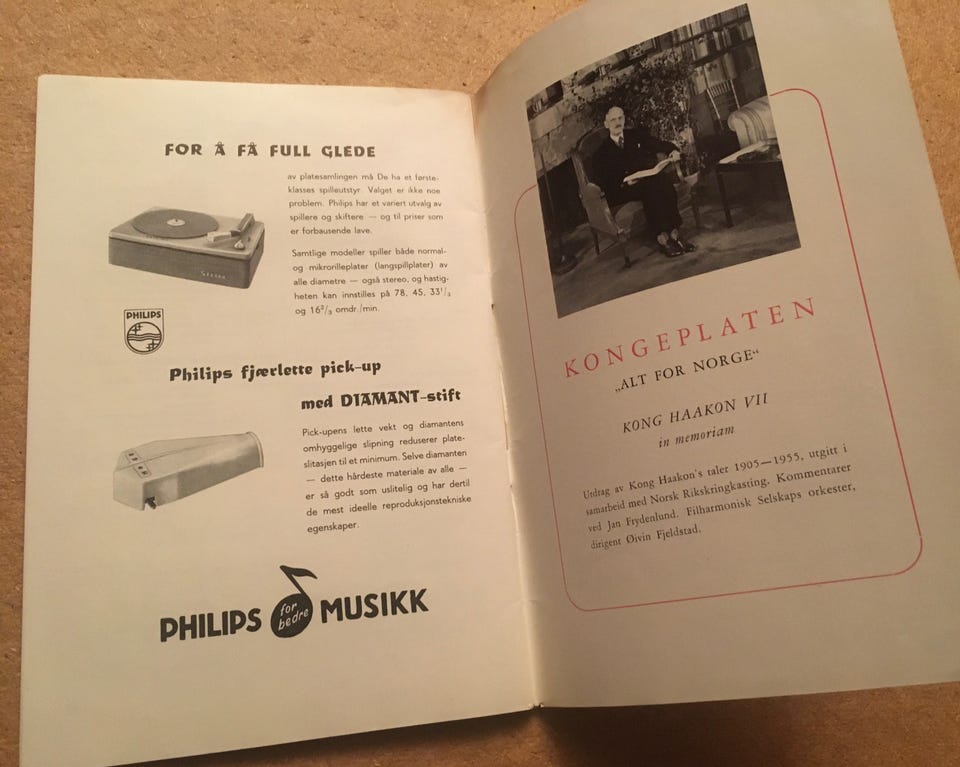 FOR Å FÅ FULL GLEDE
av platesamlingen må De ha et første-
klasses spilleutstyr. Valget er ikke noe
problem. Philips har et variert utvalg av
spillere og skiftere — og til priser som
er forbausende lave.
Samtlige modeller spiller både normal-
og mikrorilleplater (langspillplater) av
alle diametre — også stereo, og hastig-
heten kan innstilles på 78, 45, 33¹/₃
og 16²/₃ omdr./min.
Stereo
PHILIPS
Philips fjærlette pick-up
med DIAMANT-stift
Pick-upens lette vekt og diamantens
omhyggelige slipning reduserer plate-
slitasjen til et minimum. Selve diamanten
— dette hårdeste materiale av alle —
er så godt som uslitelig og har dertil
de mest ideelle reproduksjonstekniske
egenskaper.
PHILIPS for bedre MUSIKK
KONGEPLATEN
„ALT FOR NORGE“
KONG HAAKON VII
in memoriam
Utdrag av Kong Haakon's taler 1905—1955, utgitt i
samarbeid med Norsk Rikskringkasting. Kommentarer
ved Jan Frydenlund. Filharmonisk Selskaps orkester,
dirigent Øivin Fjeldstad.